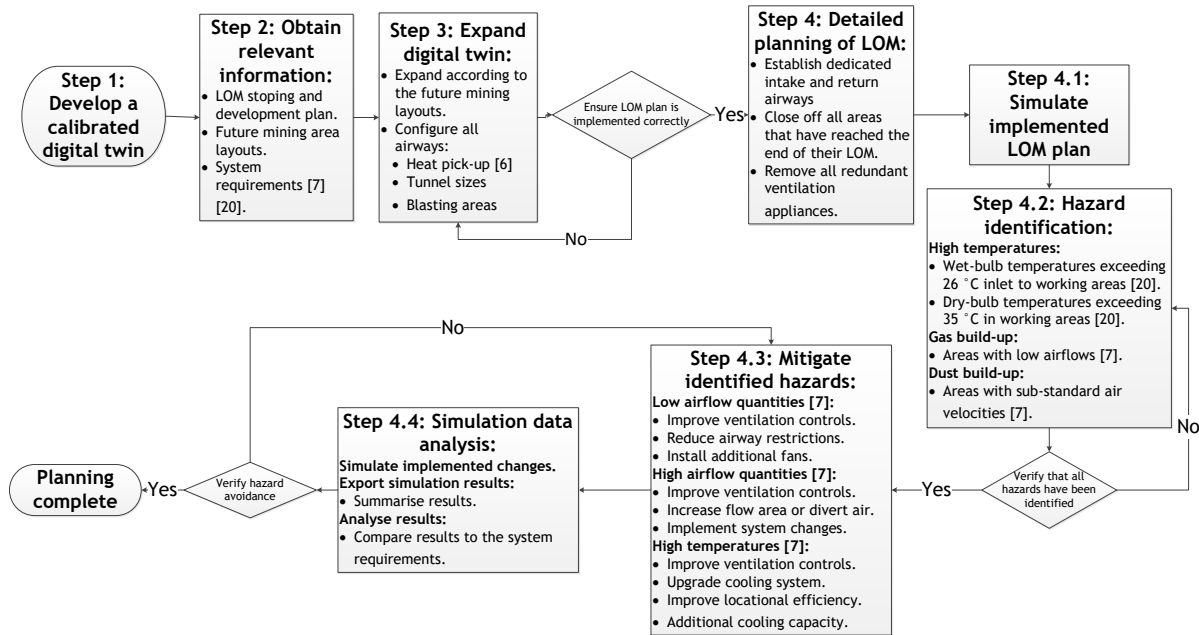 Step 1:
Develop a
calibrated
digital twin
Step 2: Obtain
relevant
information:
• LOM stoping and
development plan.
• Future mining area
layouts.
• System
requirements [7]
[20].
Step 3: Expand
digital twin:
• Expand according to
the future mining
layouts.
• Configure all
airways:
• Heat pick-up [6]
• Tunnel sizes
• Blasting areas
Ensure LOM plan is
implemented correctly
Yes
No
Step 4: Detailed
planning of LOM:
• Establish dedicated
intake and return
airways
• Close off all areas
that have reached the
end of their LOM.
• Remove all redundant
ventilation
appliances.
Step 4.1:
Simulate
implemented
LOM plan
Step 4.2: Hazard
identification:
High temperatures:
• Wet-bulb temperatures exceeding
26 °C inlet to working areas [20].
• Dry-bulb temperatures exceeding
35 °C in working areas [20].
Gas build-up:
• Areas with low airflows [7].
Dust build-up:
• Areas with sub-standard air
velocities [7].
Verify that all
hazards have been
identified
No
Yes
Step 4.3: Mitigate
identified hazards:
Low airflow quantities [7]:
• Improve ventilation controls.
• Reduce airway restrictions.
• Install additional fans.
High airflow quantities [7]:
• Improve ventilation controls.
• Increase flow area or divert air.
• Implement system changes.
High temperatures [7]:
• Improve ventilation controls.
• Upgrade cooling system.
• Improve locational efficiency.
• Additional cooling capacity.
Step 4.4: Simulation data
analysis:
Simulate implemented changes.
Export simulation results:
• Summarise results.
Analyse results:
• Compare results to the system
requirements.
Verify hazard
avoidance
No
Yes
Planning
complete